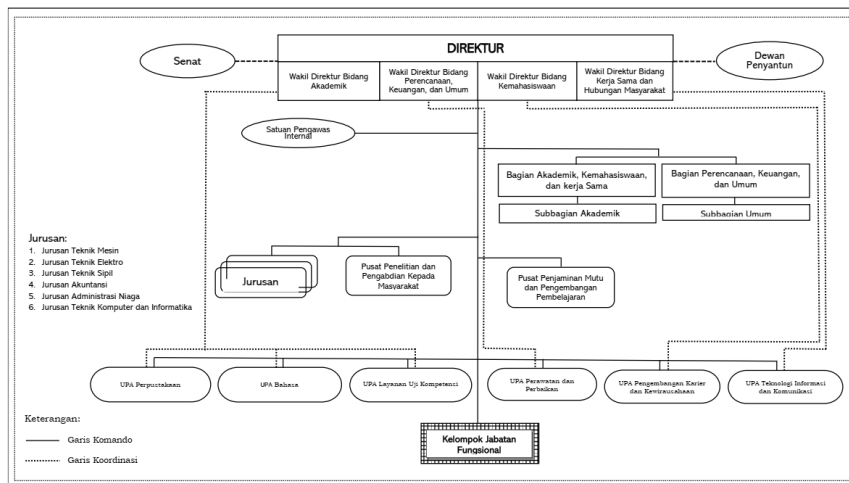 DIREKTUR
Senat
Dewan
Penyantun
Wakil Direktur Bidang
Akademik
Wakil Direktur Bidang
Perencanaan,
Keuangan, dan Umum
Wakil Direktur Bidang
Kemahasiswaan
Wakil Direktur Bidang
Kerja Sama dan
Hubungan Masyarakat
Satuan Pengawas
Internal
Bagian Akademik, Kemahasiswaan,
dan kerja Sama
Bagian Perencanaan, Keuangan,
dan Umum
Subbagian Akademik
Subbagian Umum
Jurusan:
1. Jurusan Teknik Mesin
2. Jurusan Teknik Elektro
3. Jurusan Teknik Sipil
4. Jurusan Akuntansi
5. Jurusan Administrasi Niaga
6. Jurusan Teknik Komputer dan Informatika
Jurusan
Pusat Penelitian dan
Pengabdian Kepada
Masyarakat
Pusat Penjaminan Mutu
dan Pengembangan
Pembelajaran
UPA Perpustakaan
UPA Bahasa
UPA Layanan Uji Kompetensi
UPA Perawatan dan
Perbaikan
UPA Pengembangan Karier
dan Kewirausahaan
UPA Teknologi Informasi
dan Komunikasi
Keterangan:
Garis Komando
Garis Koordinasi
Kelompok Jabatan
Fungsional